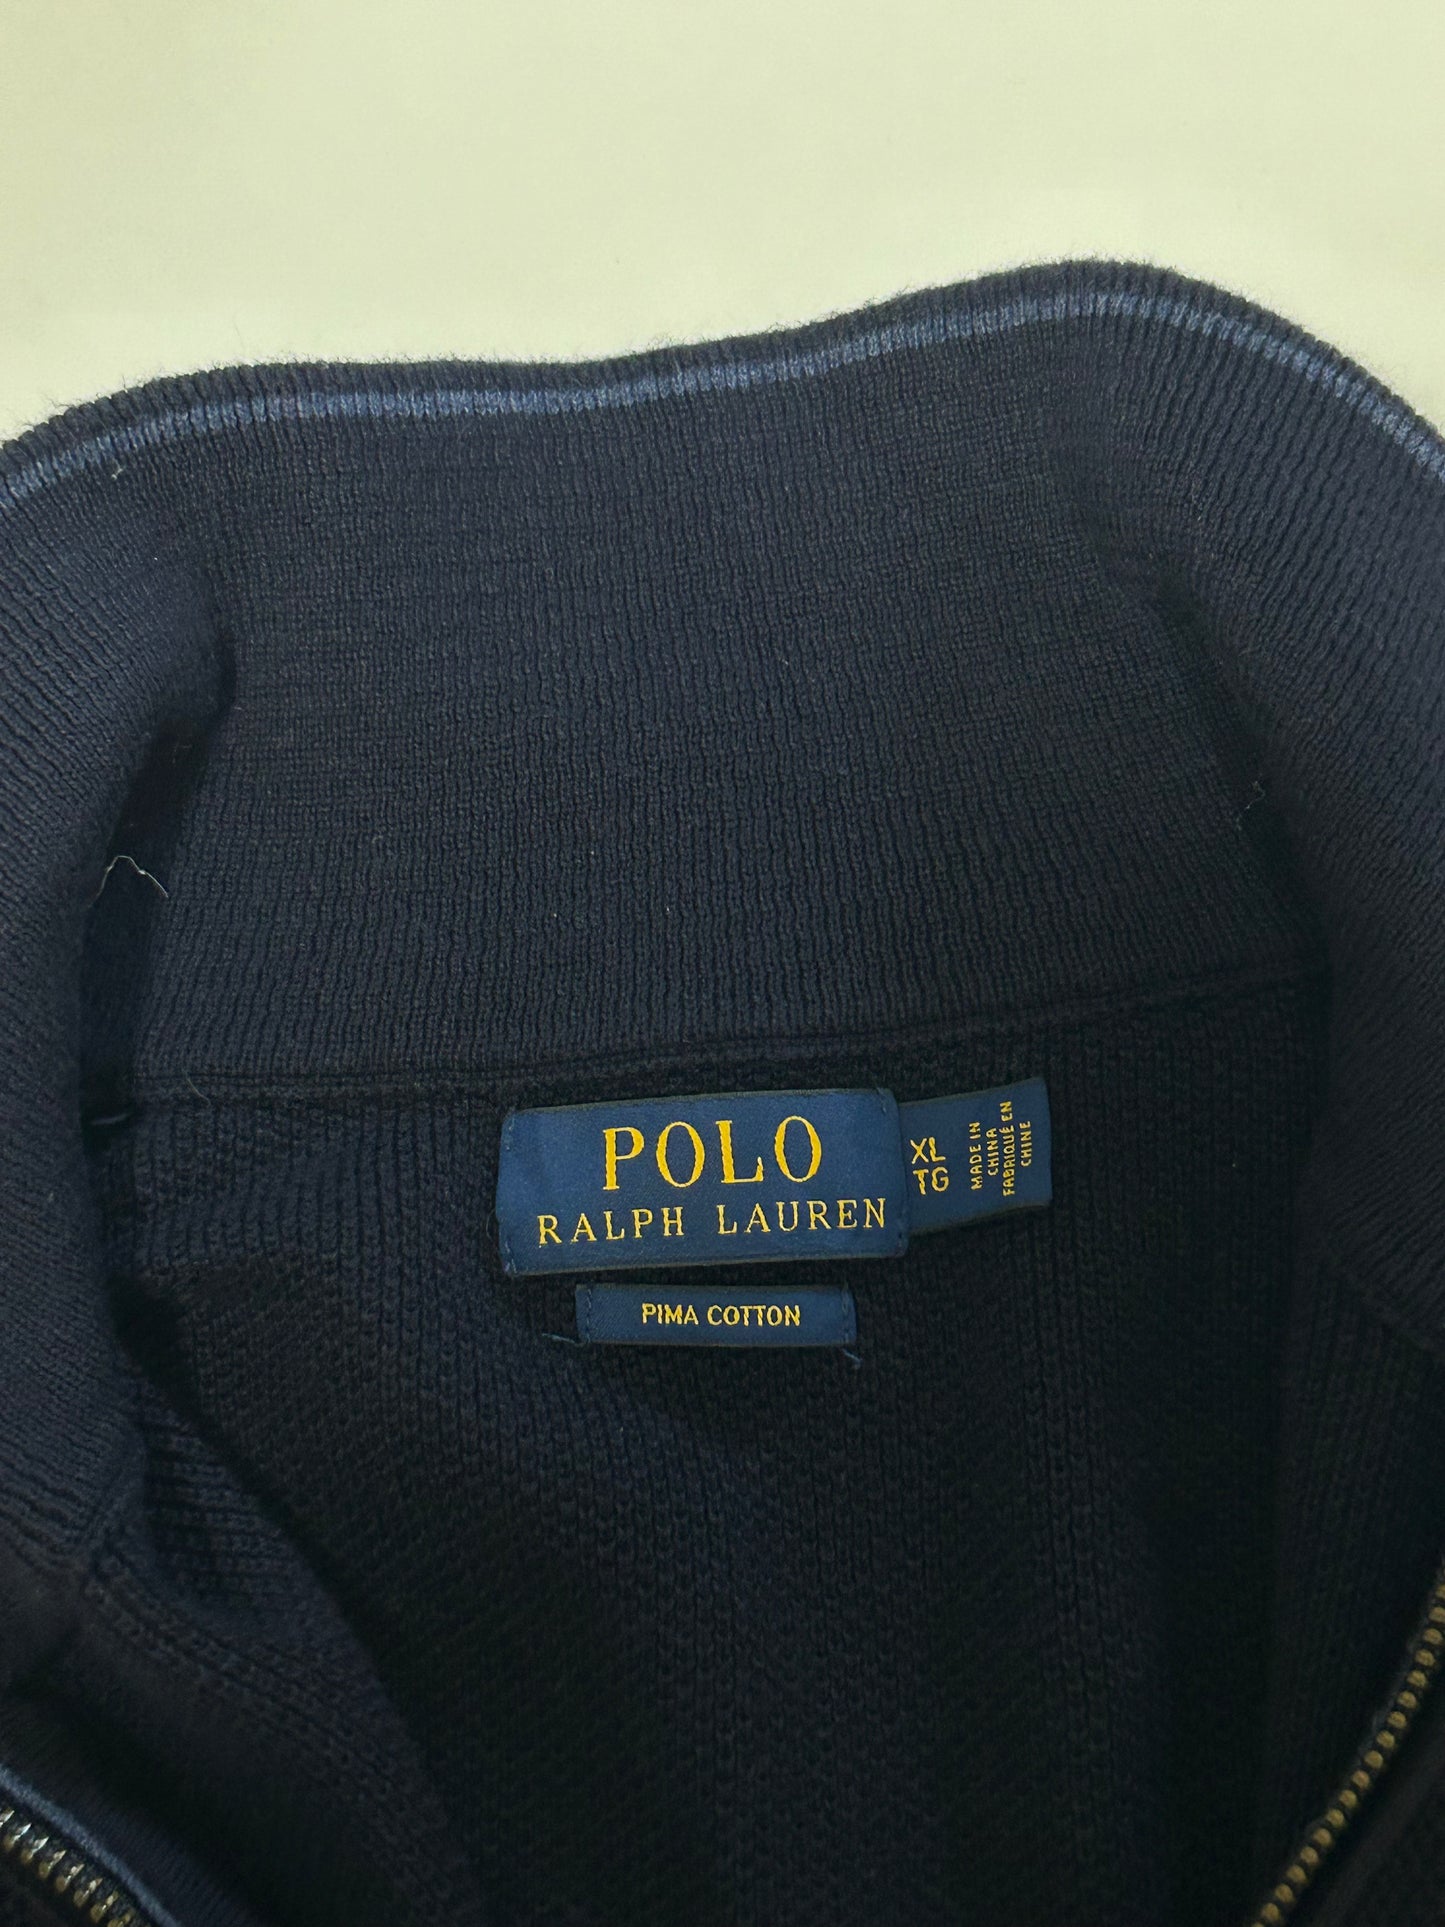 POLO
RALPH LAUREN
XL
TG
MADE IN
CHINA
FABRIQUÉ EN
CHINE
PIMA COTTON